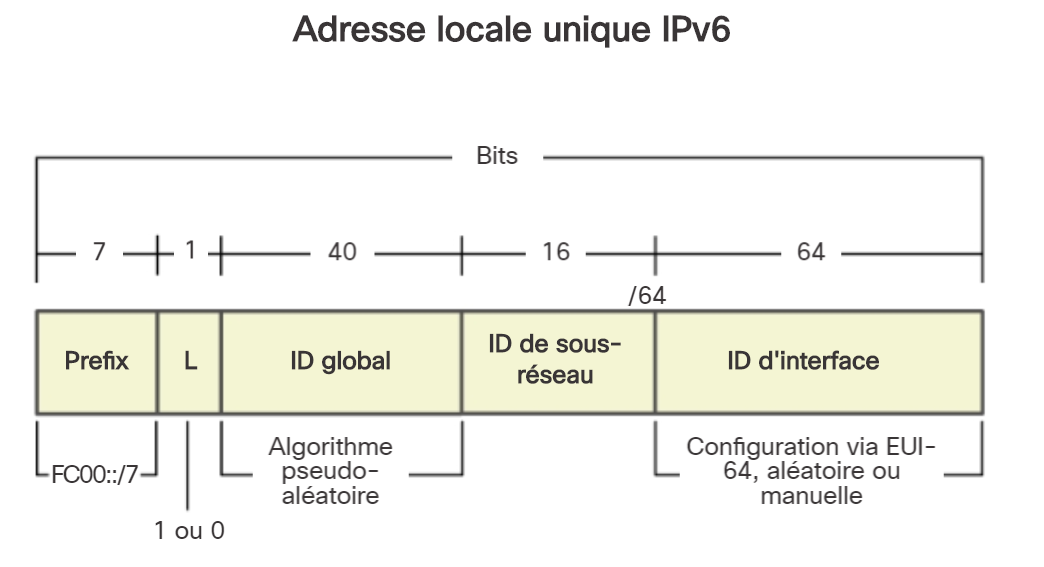 Adresse locale unique IPv6
Bits
7
1
40
16
64
/64
Prefix
L
ID global
ID de sous-
réseau
ID d'interface
FC00::/7
1 ou 0
Algorithme
pseudo-
aléatoire
Configuration via EUI-
64, aléatoire ou
manuelle